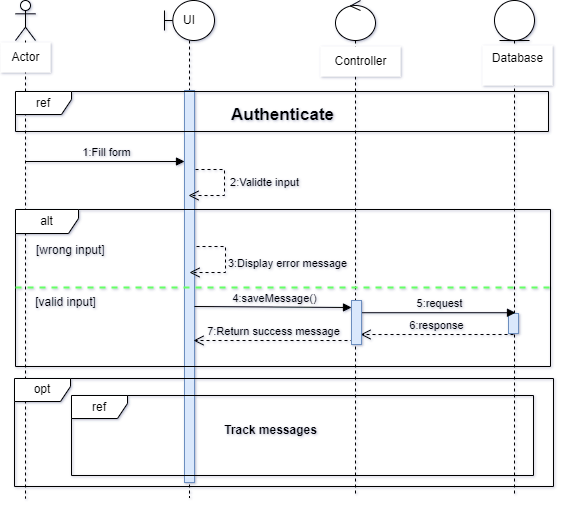 UI
Actor
Controller
Database
ref
Authenticate
1:Fill form
2:Validte input
alt
[wrong input]
3:Display error message
[valid input]
4:saveMessage()
5:request
6:response
7:Return success message
opt
ref
Track messages